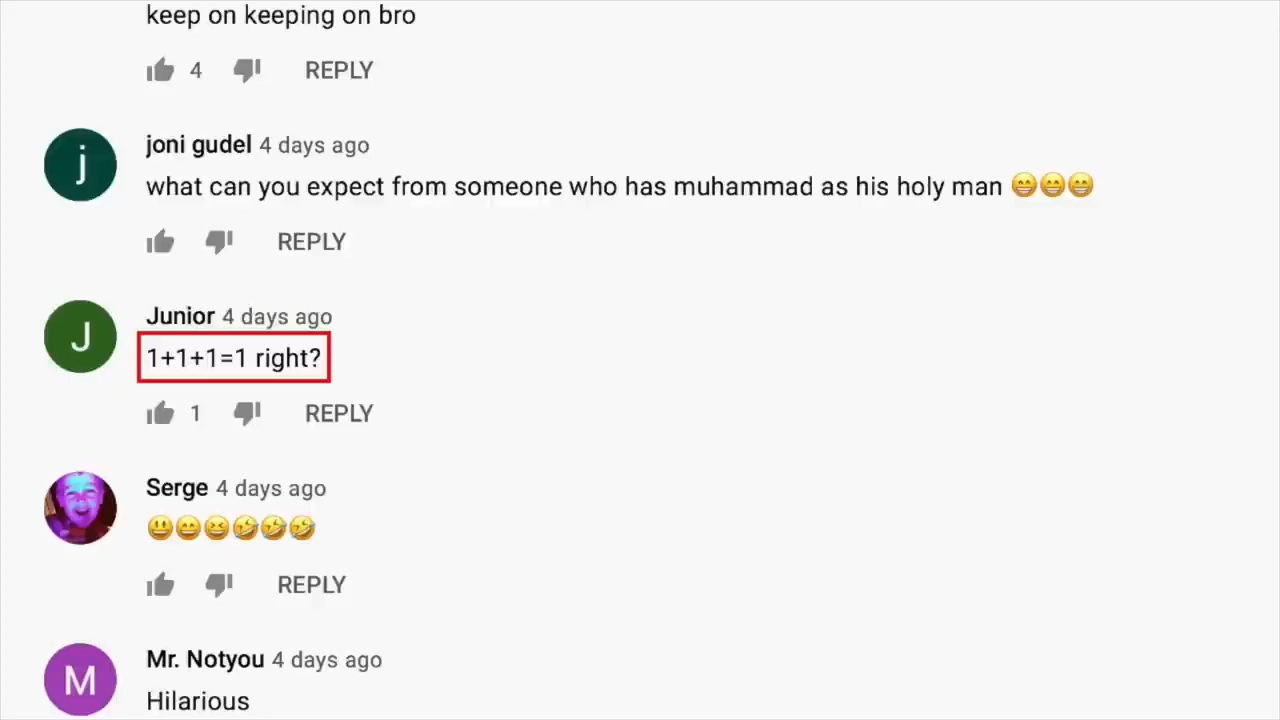 keep on keeping on bro
4 REPLY
j
joni gudel 4 days ago
what can you expect from someone who has muhammad as his holy man 😁😁😁
REPLY
J
Junior 4 days ago
1+1+1=1 right?
1 REPLY
Serge 4 days ago
😃😄😆🤣🤣🤣
REPLY
M
Mr. Notyou 4 days ago
Hilarious